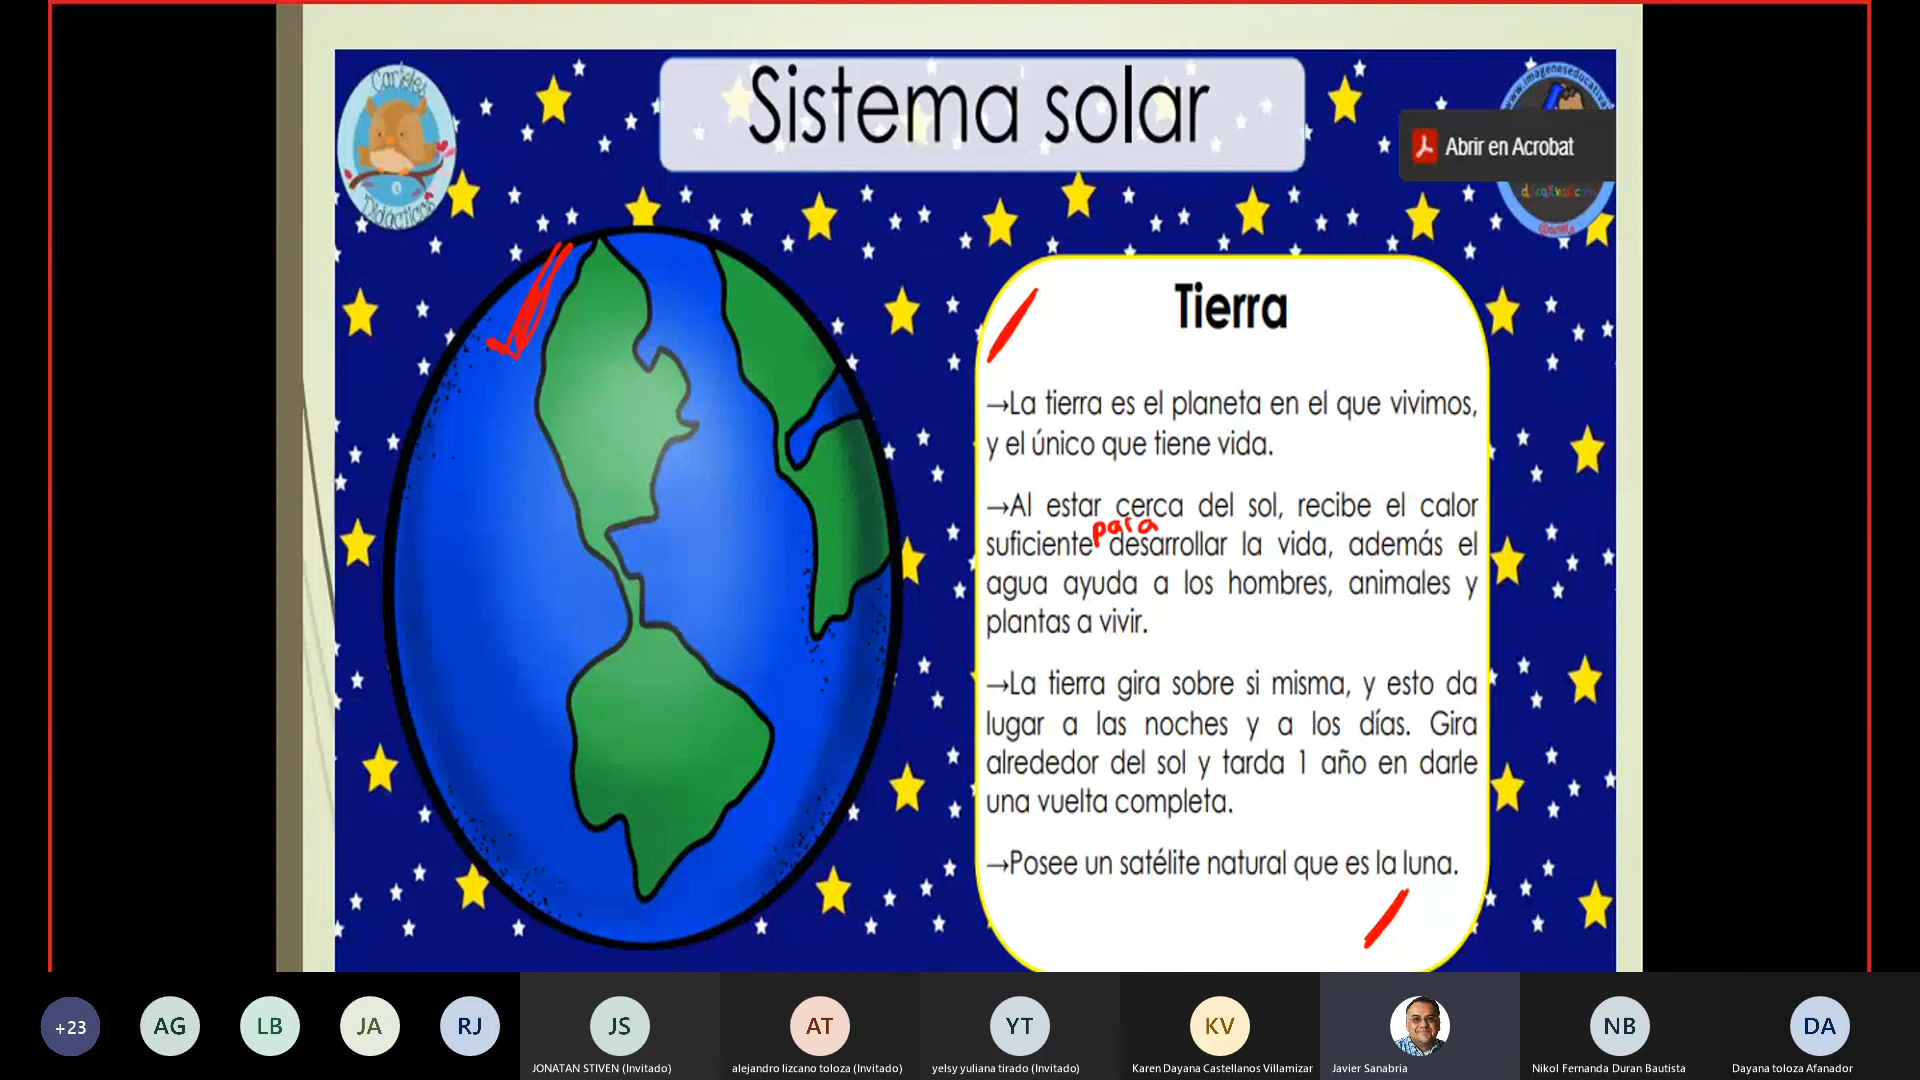 Sistema solar
Carteles
Didácticos
www.imageneseducativas
Abrir en Acrobat
Tierra
→La tierra es el planeta en el que vivimos,
y el único que tiene vida.
→Al estar cerca del sol, recibe el calor
para
suficiente desarrollar la vida, además el
agua ayuda a los hombres, animales y
plantas a vivir.
→La tierra gira sobre si misma, y esto da
lugar a las noches y a los días. Gira
alrededor del sol y tarda 1 año en darle
una vuelta completa.
→Posee un satélite natural que es la luna.
+23
AG
LB
JA
RJ
JS
AT
YT
KV
NB
DA
JONATAN STIVEN (Invitado)
alejandro lizcano toloza (Invitado)
yelsy yuliana tirado (Invitado)
Karen Dayana Castellanos Villamizar
Javier Sanabria
Nikol Fernanda Duran Bautista
Dayana toloza Afanador